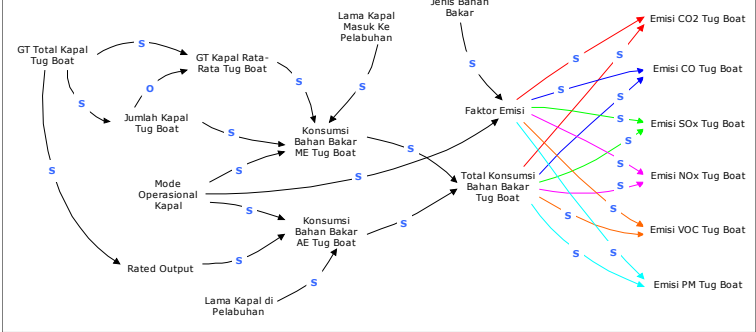 Jenis Bahan
Bakar
Lama Kapal
Masuk Ke
Pelabuhan
Emisi CO2 Tug Boat
S
GT Total Kapal
Tug Boat
S
GT Kapal Rata-
Rata Tug Boat
S
S
S
S
Emisi CO Tug Boat
S
O
S
S
S
Faktor Emisi
S
S
Jumlah Kapal
Tug Boat
S
Emisi SOx Tug Boat
S
Konsumsi
Bahan Bakar
ME Tug Boat
S
S
S
S
S
Emisi NOx Tug Boat
S
Mode
Operasional
Kapal
Total Konsumsi
Bahan Bakar
Tug Boat
S
S
S
S
Konsumsi
Bahan Bakar
AE Tug Boat
S
Emisi VOC Tug Boat
Rated Output
S
S
S
Emisi PM Tug Boat
S
Lama Kapal di
Pelabuhan